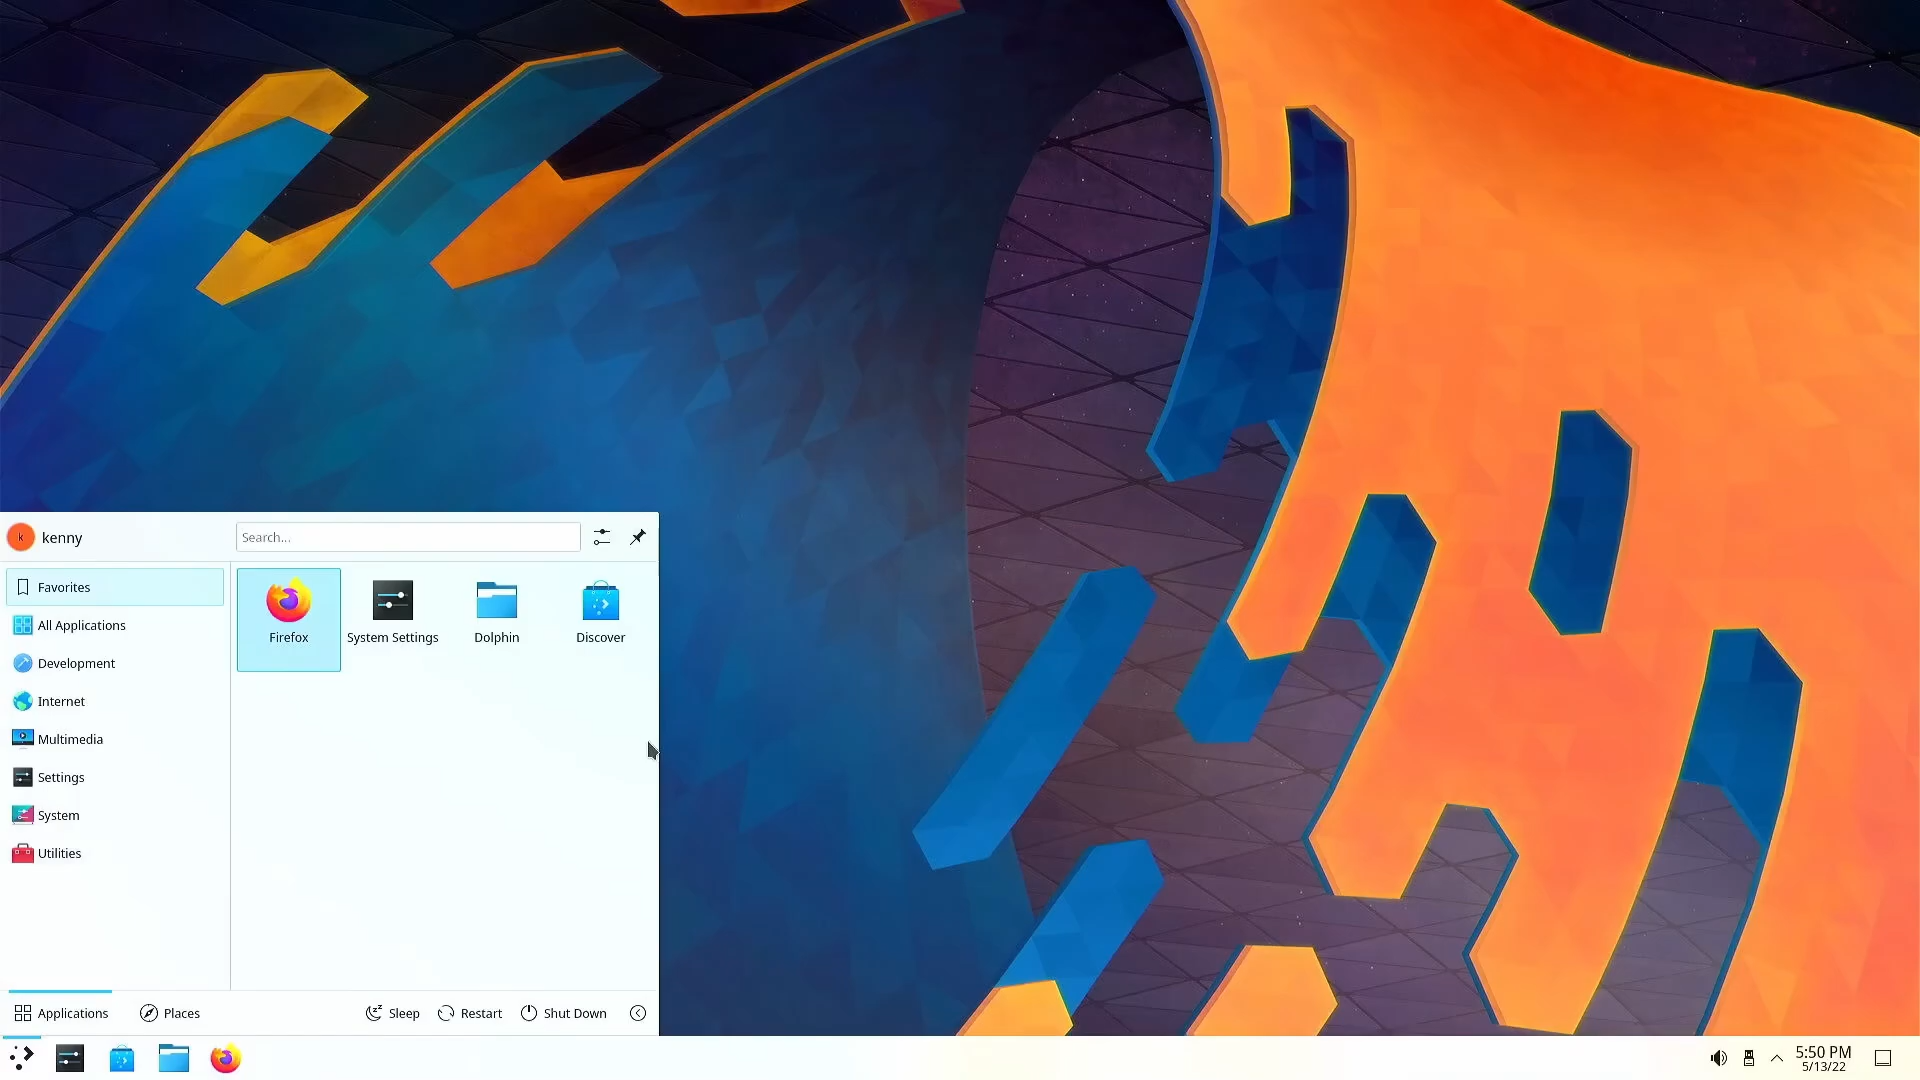 k
kenny
Search...
Favorites
All Applications
Development
Internet
Multimedia
Settings
System
Utilities
Firefox
System Settings
Dolphin
Discover
Applications
Places
Sleep
Restart
Shut Down
5:50 PM
5/13/22